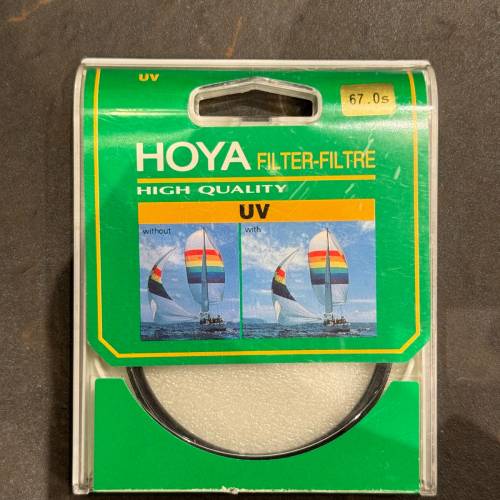 UV
67.0s
HOYA FILTER-FILTRE
HIGH QUALITY
UV
without
with